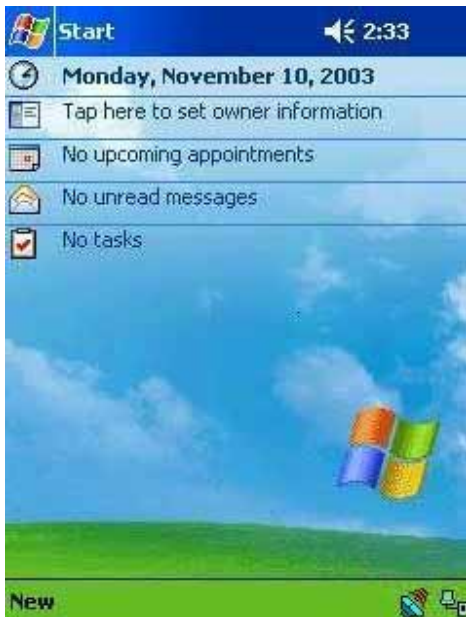 Start 2:33
Monday, November 10, 2003
Tap here to set owner information
No upcoming appointments
No unread messages
No tasks
New